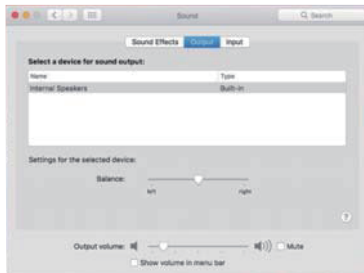 Sound
Search
Sound Effects Output Input
Select a device for sound output:
Name Type
Internal Speakers Built-in
Settings for the selected device:
Balance:
left right
?
Output volume: Mute
Show volume in menu bar